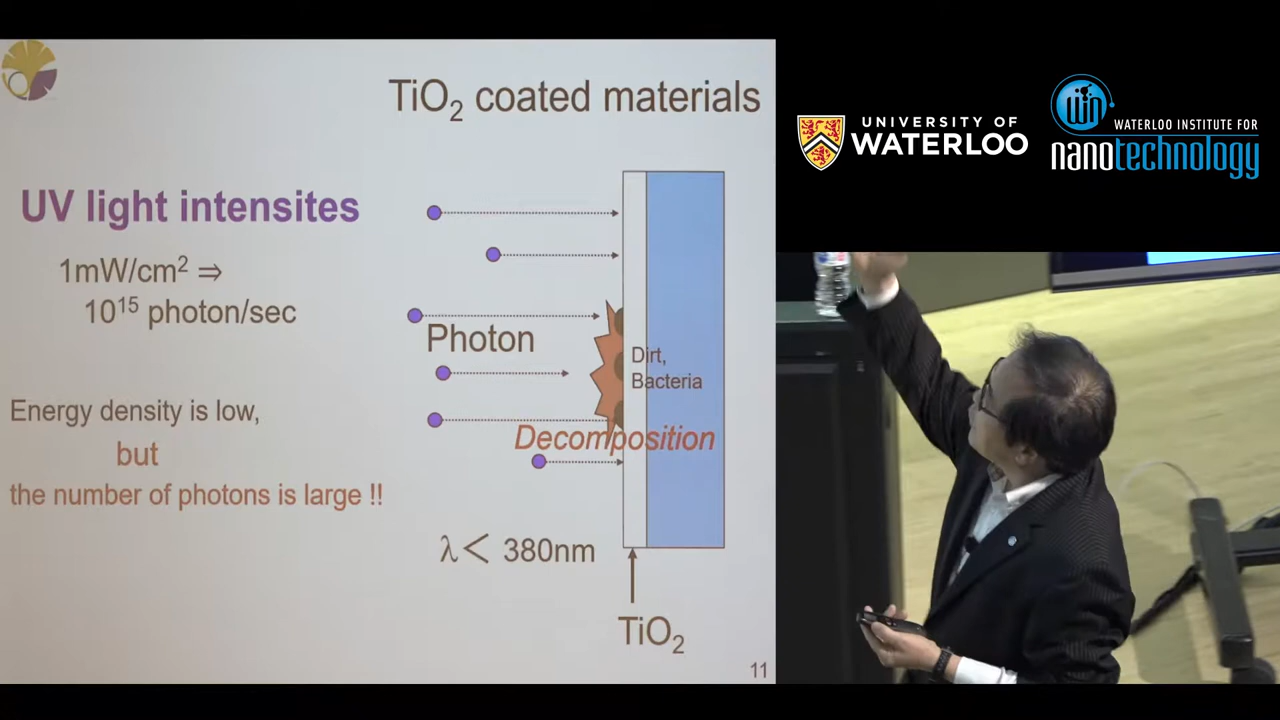 TiO₂ coated materials
UV light intensites
1mW/cm² ⇒
10¹⁵ photon/sec
Photon
Dirt,
Bacteria
Energy density is low,
but
the number of photons is large !!
Decomposition
λ< 380nm
TiO₂
11
UNIVERSITY OF
WATERLOO
WIN
WATERLOO INSTITUTE FOR
nanotechnology